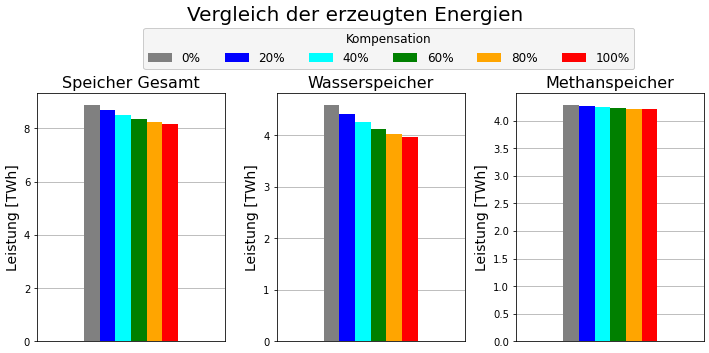 Vergleich der erzeugten Energien
Kompensation
0% 20% 40% 60% 80% 100%
Speicher Gesamt
Leistung [TWh]
8
6
4
2
0
Wasserspeicher
Leistung [TWh]
4
3
2
1
0
Methanspeicher
Leistung [TWh]
4.0
3.5
3.0
2.5
2.0
1.5
1.0
0.5
0.0